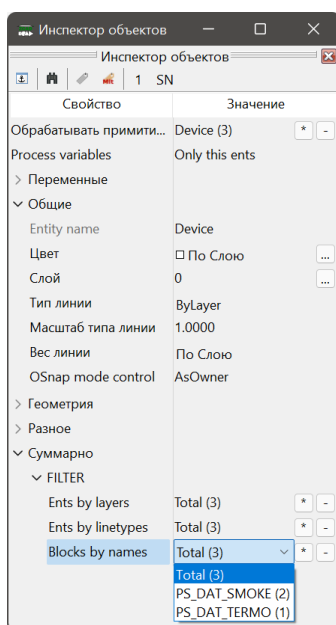 Инспектор объектов
Инспектор объектов
1 SN
Свойство Значение
Обрабатывать примити... Device (3) * -
Process variables Only this ents
Переменные
Общие
Entity name Device
Цвет По Слою ...
Слой 0 ...
Тип линии ByLayer
Масштаб типа линии 1.0000
Вес линии По Слою
OSnap mode control AsOwner
Геометрия
Разное
Суммарно
FILTER
Ents by layers Total (3) * -
Ents by linetypes Total (3) * -
Blocks by names Total (3) * -
Total (3)
PS_DAT_SMOKE (2)
PS_DAT_TERMO (1)